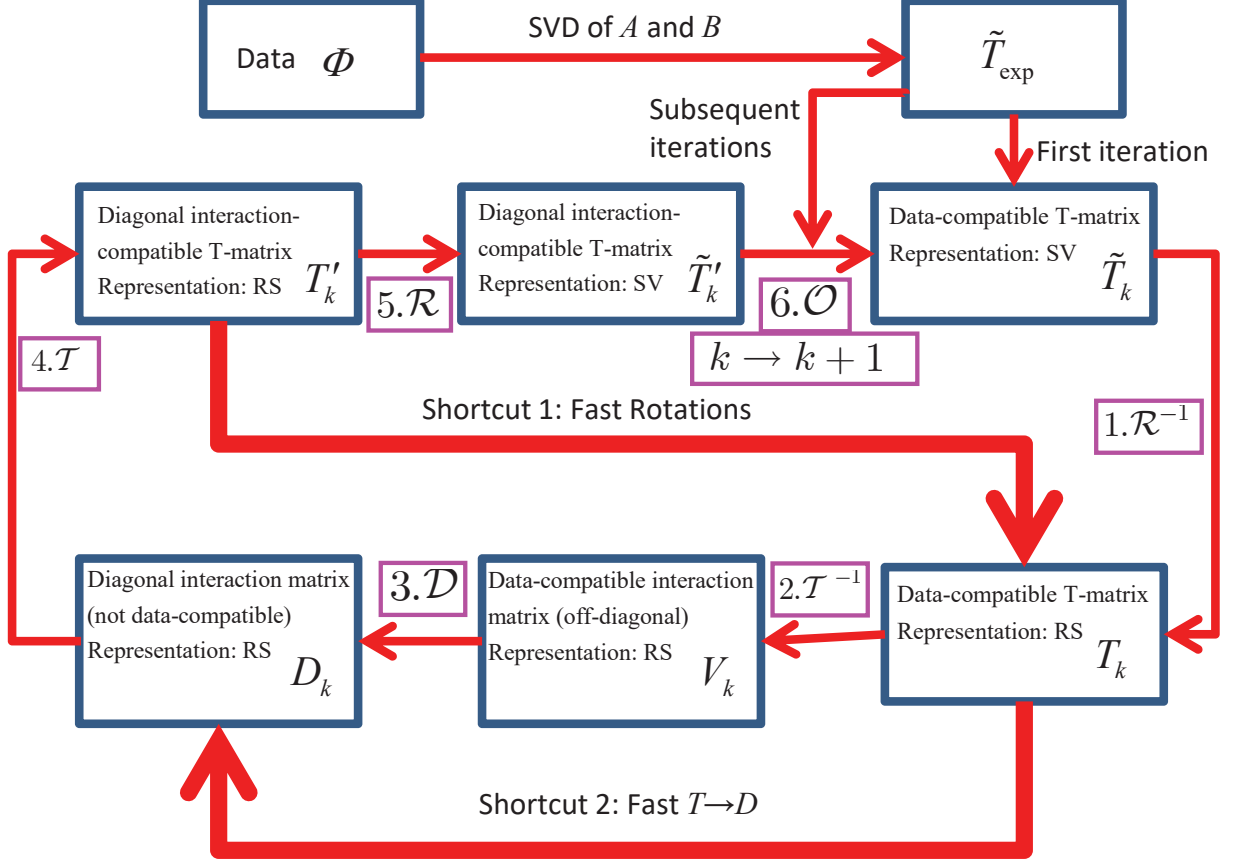 SVD of A and B
Data Φ
T̃exp
Subsequent
iterations
First iteration
Diagonal interaction-
compatible T-matrix
Representation: RS
T′k
5.ℛ
Diagonal interaction-
compatible T-matrix
Representation: SV
T̃′k
6.𝒪
k → k + 1
Data-compatible T-matrix
Representation: SV
T̃k
4.𝒯
Shortcut 1: Fast Rotations
1.ℛ⁻¹
Diagonal interaction matrix
(not data-compatible)
Representation: RS
Dk
3.𝒟
Data-compatible interaction
matrix (off-diagonal)
Representation: RS
Vk
2.𝒯⁻¹
Data-compatible T-matrix
Representation: RS
Tk
Shortcut 2: Fast T→D